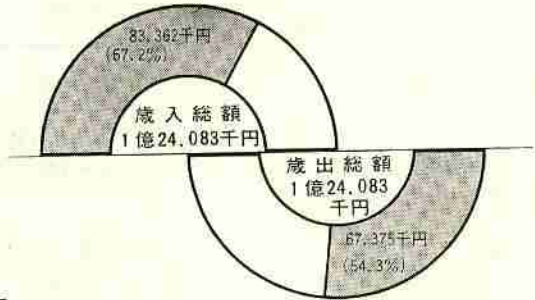 83.362千円
(67.2%)
歳入総額
1億24.083千円
歳出総額
1億24.083
千円
67.375千円
(54.3%)